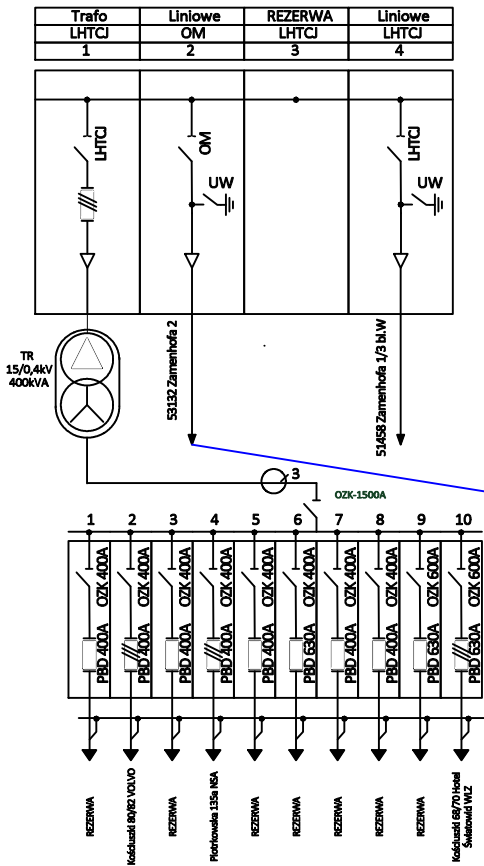 Trafo Liniowe REZERWA Liniowe
LHTCJ OM LHTCJ LHTCJ
1 2 3 4
LHTCJ
OM
LHTCJ
UW
UW
TR
15/0,4kV
400kVA
53132 Zamenhofa 2
51458 Zamenhofa 1/3 bl.W
3
OZK-1500A
1 2 3 4 5 6 7 8 9 10
OZK 400A
OZK 400A
OZK 400A
OZK 400A
OZK 400A
OZK 400A
OZK 400A
OZK 400A
OZK 600A
OZK 600A
PBD 400A
PBD 400A
PBD 400A
PBD 400A
PBD 400A
PBD 630A
PBD 400A
PBD 400A
PBD 630A
PBD 630A
REZERWA
Kościuszki 80/82 VOLVO
REZERWA
Piotrkowska 135a NSA
REZERWA
REZERWA
REZERWA
REZERWA
REZERWA
Kościuszki 68/70 Hotel
Światowid WLZ